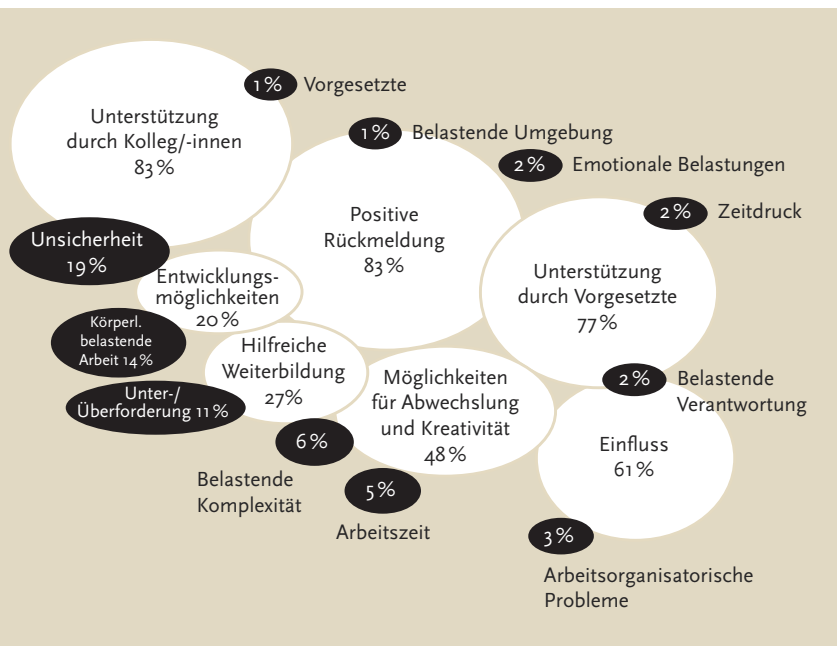 1 %
Vorgesetzte
Unterstützung
durch Kolleg/-innen
83 %
1 %
Belastende Umgebung
2 %
Emotionale Belastungen
Positive
Rückmeldung
83 %
2 %
Zeitdruck
Unsicherheit
19 %
Unterstützung
durch Vorgesetzte
77 %
Entwicklungs-
möglichkeiten
20 %
Körperl.
belastende
Arbeit 14 %
Hilfreiche
Weiterbildung
27 %
Möglichkeiten
für Abwechslung
und Kreativität
48 %
2 %
Belastende
Verantwortung
Unter-/
Überforderung 11 %
Einfluss
61 %
6 %
Belastende
Komplexität
5 %
Arbeitszeit
3 %
Arbeitsorganisatorische
Probleme